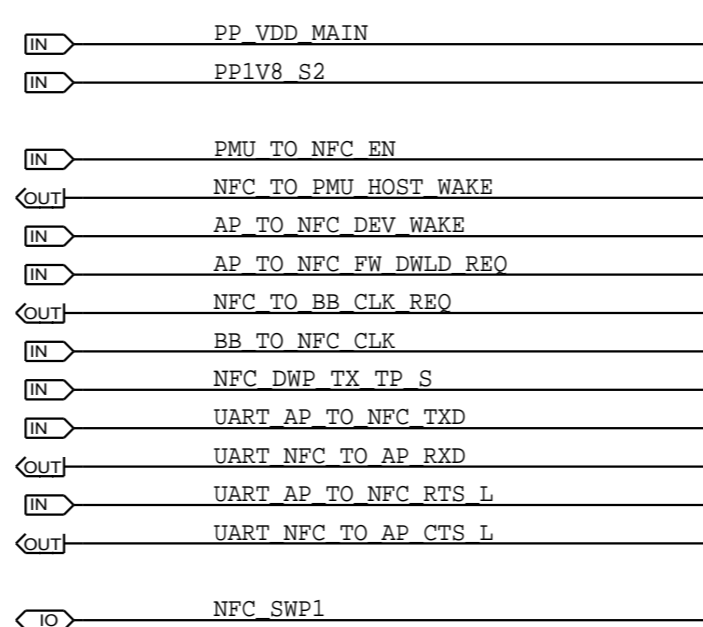 IN PP_VDD_MAIN
IN PP1V8_S2
IN PMU_TO_NFC_EN
OUT NFC_TO_PMU_HOST_WAKE
IN AP_TO_NFC_DEV_WAKE
IN AP_TO_NFC_FW_DWLD_REQ
OUT NFC_TO_BB_CLK_REQ
IN BB_TO_NFC_CLK
IN NFC_DWP_TX_TP_S
IN UART_AP_TO_NFC_TXD
OUT UART_NFC_TO_AP_RXD
IN UART_AP_TO_NFC_RTS_L
OUT UART_NFC_TO_AP_CTS_L
IO NFC_SWP1